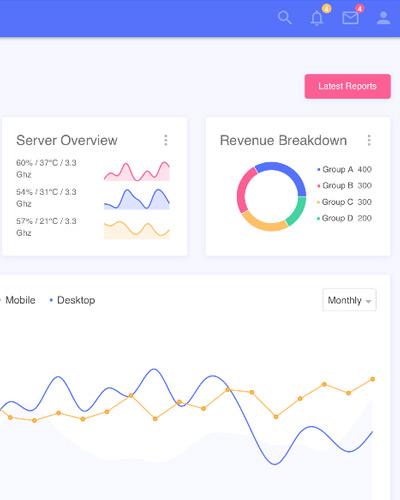 4
4
Latest Reports
Server Overview
60% / 37°C / 3.3
Ghz
54% / 31°C / 3.3
Ghz
57% / 21°C / 3.3
Ghz
Revenue Breakdown
Group A 400
Group B 300
Group C 300
Group D 200
Mobile
Desktop
Monthly